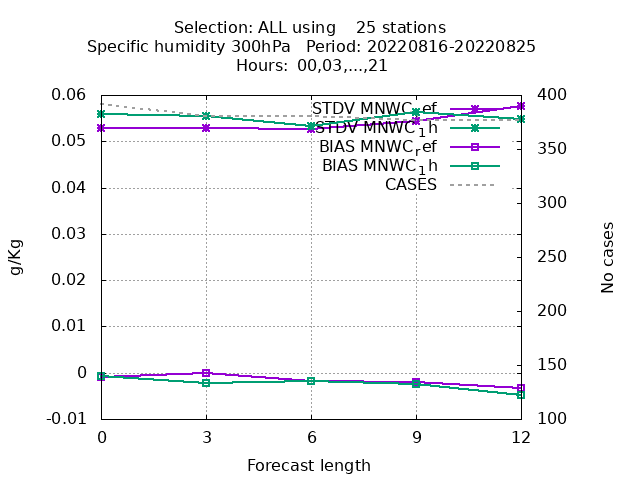 Selection: ALL using    25 stations
Specific humidity 300hPa   Period: 20220816-20220825
Hours: 00,03,...,21
0.06
0.05
0.04
0.03
0.02
0.01
0
-0.01
g/Kg
STDV MNWC_ref
STDV MNWC_1h
BIAS MNWC_ref
BIAS MNWC_1h
CASES
400
350
300
250
200
150
100
No cases
0 3 6 9 12
Forecast length